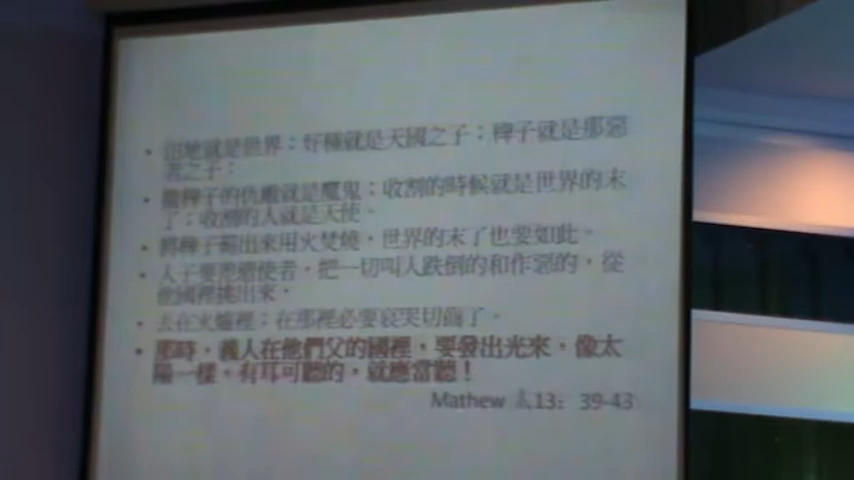 • 田地就是世界；好種就是天國之子；稗子就是那惡
者之子；
• 撒稗子的仇敵就是魔鬼；收割的時候就是世界的末
了；收割的人就是天使。
• 將稗子薅出來用火焚燒，世界的末了也要如此。
• 人子要差遣使者，把一切叫人跌倒的和作惡的，從
他國裡挑出來，
• 丟在火爐裡；在那裡必要哀哭切齒了。
• 那時，義人在他們父的國裡，要發出光來，像太
陽一樣。有耳可聽的，就應當聽！
Mathew 13：39-43